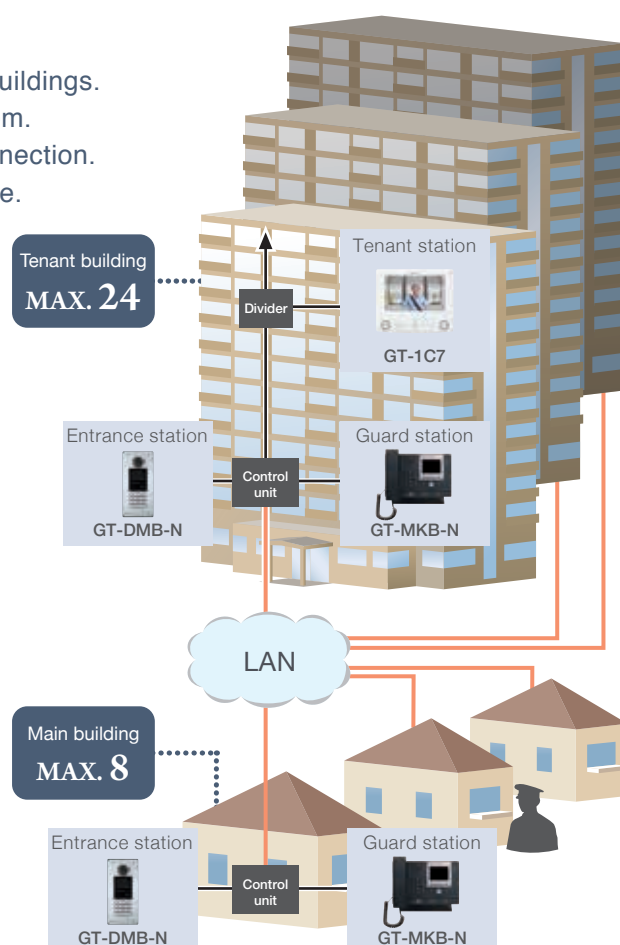 uildings.
m.
nection.
e.
Tenant building
MAX. 24
Tenant station
Divider
GT-1C7
Entrance station
Guard station
Control
unit
GT-DMB-N
GT-MKB-N
LAN
Main building
MAX. 8
Entrance station
Guard station
Control
unit
GT-DMB-N
GT-MKB-N